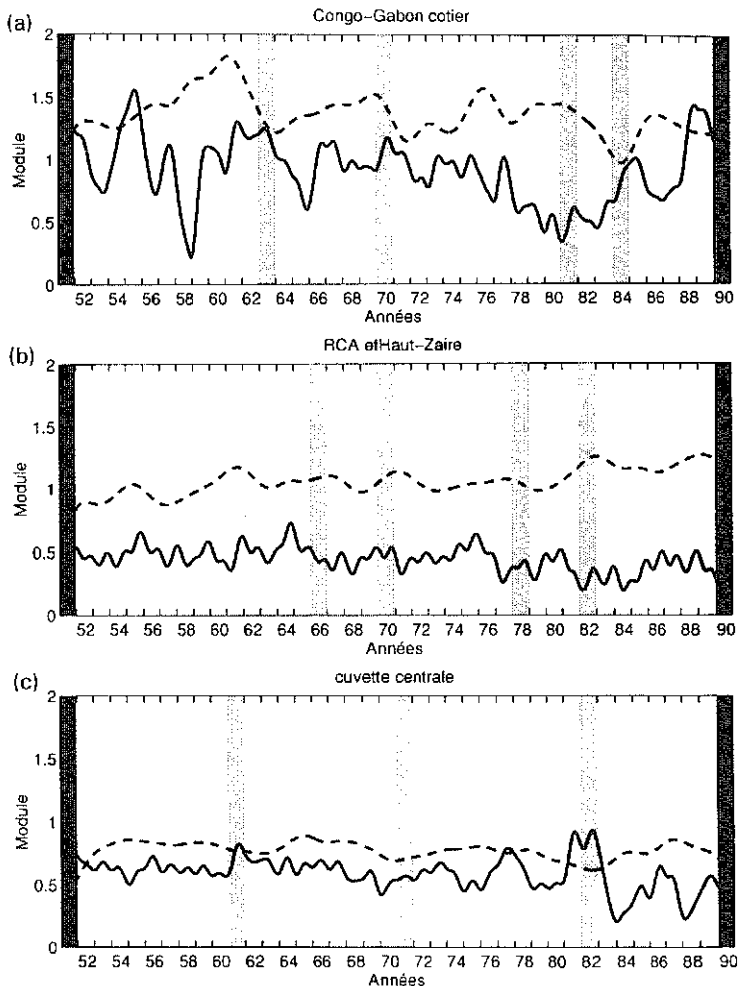 (a)
Congo-Gabon cotier
2
1.5
1
0.5
0
Module
52 54 56 58 60 62 64 66 68 70 72 74 76 78 80 82 84 86 88 90
Années
(b)
RCA etHaut-Zaire
2
1.5
1
0.5
0
Module
52 54 56 58 60 62 64 66 68 70 72 74 76 78 80 82 84 86 88 90
Années
(c)
cuvette centrale
2
1.5
1
0.5
0
Module
52 54 56 58 60 62 64 66 68 70 72 74 76 78 80 82 84 86 88 90
Années